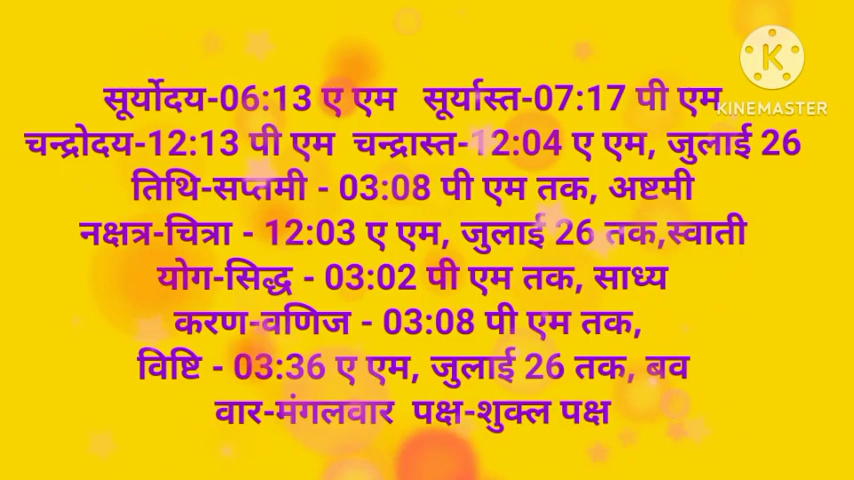 सूर्योदय-06:13 ए एम सूर्यास्त-07:17 पी एम
KINEMASTER
चन्द्रोदय-12:13 पी एम चन्द्रास्त-12:04 ए एम, जुलाई 26
तिथि-सप्तमी - 03:08 पी एम तक, अष्टमी
नक्षत्र-चित्रा - 12:03 ए एम, जुलाई 26 तक,स्वाती
योग-सिद्ध - 03:02 पी एम तक, साध्य
करण-वणिज - 03:08 पी एम तक,
विष्टि - 03:36 ए एम, जुलाई 26 तक, बव
वार-मंगलवार पक्ष-शुक्ल पक्ष